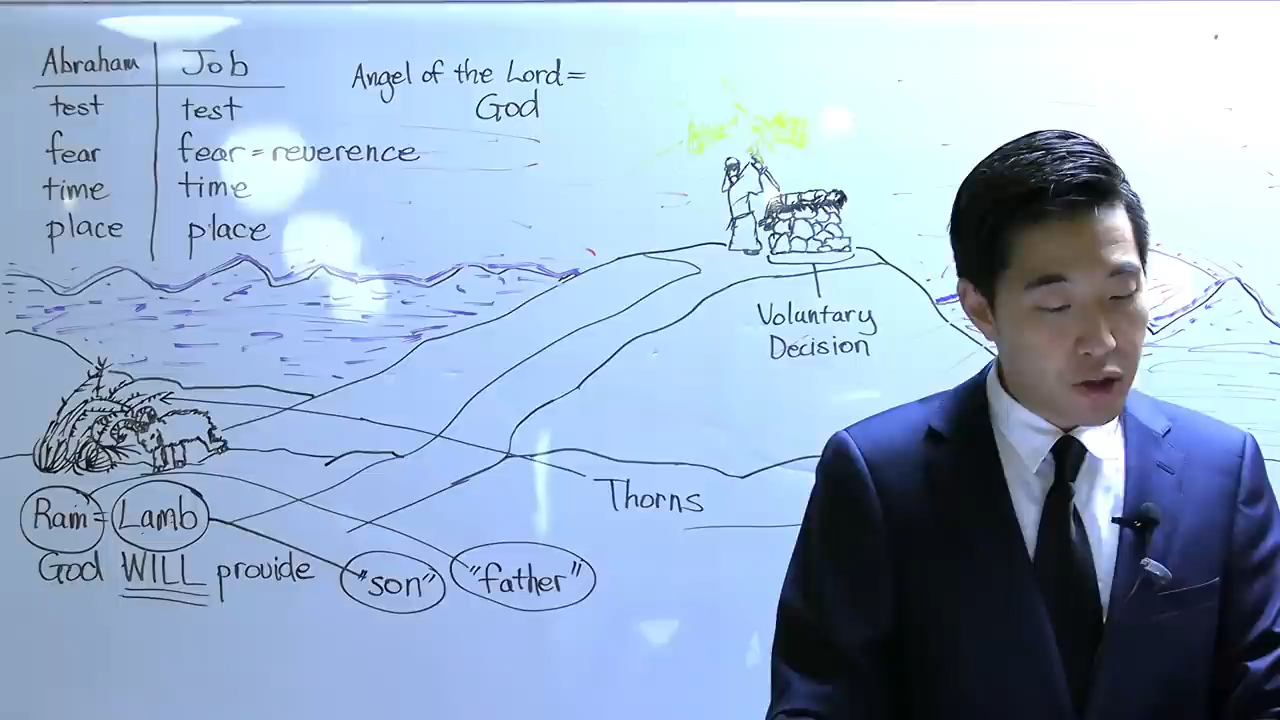 Abraham Job
test test
fear fear = reverence
time time
place place
Angel of the Lord =
God
Voluntary
Decision
Thorns
Ram = Lamb
God WILL provide
"son" "father"